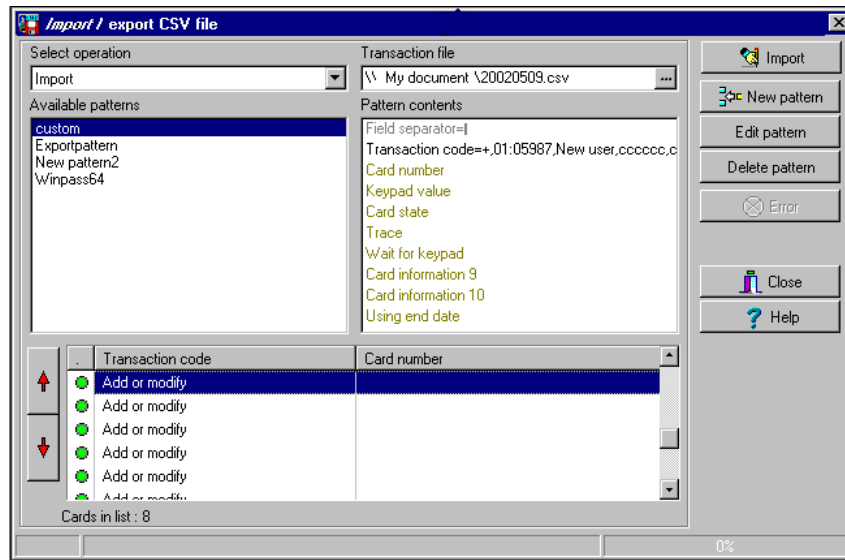 Import / export CSV file
Select operation
Import
Transaction file
\\ My document \20020509.csv
...
Available patterns
custom
Exportpattern
New pattern2
Winpass64
Pattern contents
Field separator=|
Transaction code=+,01:05987,New user,cccccc,c
Card number
Keypad value
Card state
Trace
Wait for keypad
Card information 9
Card information 10
Using end date
Import
New pattern
Edit pattern
Delete pattern
Error
Close
Help
. Transaction code Card number
Add or modify
Add or modify
Add or modify
Add or modify
Add or modify
Add or modify
Cards in list : 8
0%